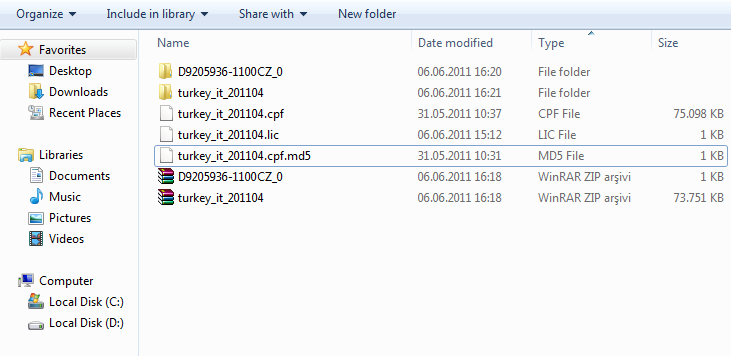 Organize Include in library Share with New folder
Favorites
Desktop
Downloads
Recent Places
Libraries
Documents
Music
Pictures
Videos
Computer
Local Disk (C:)
Local Disk (D:)
Name Date modified Type Size
D9205936-1100CZ_0 06.06.2011 16:20 File folder
turkey_it_201104 06.06.2011 16:21 File folder
turkey_it_201104.cpf 31.05.2011 10:37 CPF File 75.098 KB
turkey_it_201104.lic 06.06.2011 15:12 LIC File 1 KB
turkey_it_201104.cpf.md5 31.05.2011 10:31 MD5 File 1 KB
D9205936-1100CZ_0 06.06.2011 16:18 WinRAR ZIP arşivi 1 KB
turkey_it_201104 06.06.2011 16:18 WinRAR ZIP arşivi 73.751 KB